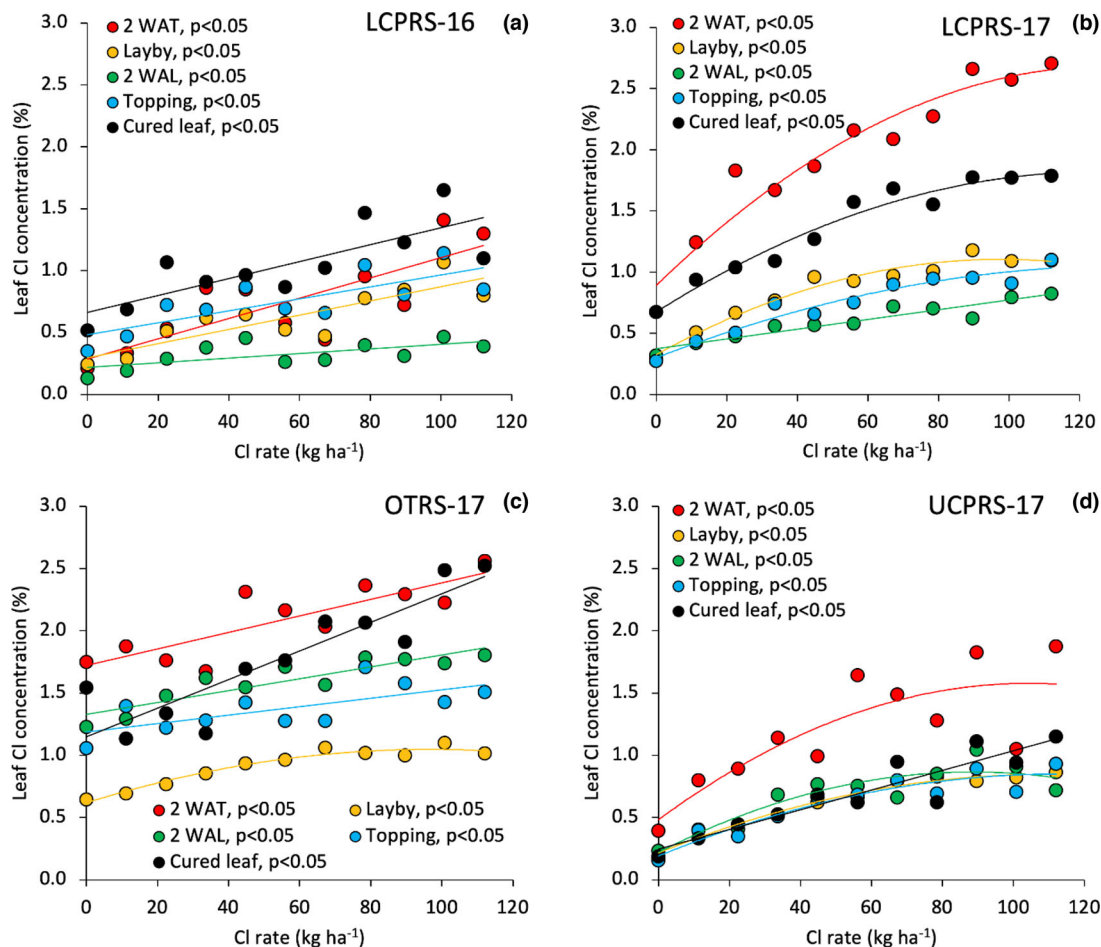 LCPRS-16
(a)
2 WAT, p<0.05
Layby, p<0.05
2 WAL, p<0.05
Topping, p<0.05
Cured leaf, p<0.05
Leaf Cl concentration (%)
3.0
2.5
2.0
1.5
1.0
0.5
0.0
0 20 40 60 80 100 120
Cl rate (kg ha⁻¹)
LCPRS-17
(b)
2 WAT, p<0.05
Layby, p<0.05
2 WAL, p<0.05
Topping, p<0.05
Cured leaf, p<0.05
Leaf Cl concentration (%)
3.0
2.5
2.0
1.5
1.0
0.5
0.0
0 20 40 60 80 100 120
Cl rate (kg ha⁻¹)
OTRS-17
(c)
Leaf Cl concentration (%)
3.0
2.5
2.0
1.5
1.0
0.5
0.0
2 WAT, p<0.05 Layby, p<0.05
2 WAL, p<0.05 Topping, p<0.05
Cured leaf, p<0.05
0 20 40 60 80 100 120
Cl rate (kg ha⁻¹)
UCPRS-17
(d)
2 WAT, p<0.05
Layby, p<0.05
2 WAL, p<0.05
Topping, p<0.05
Cured leaf, p<0.05
Leaf Cl concentration (%)
3.0
2.5
2.0
1.5
1.0
0.5
0.0
0 20 40 60 80 100 120
Cl rate (kg ha⁻¹)